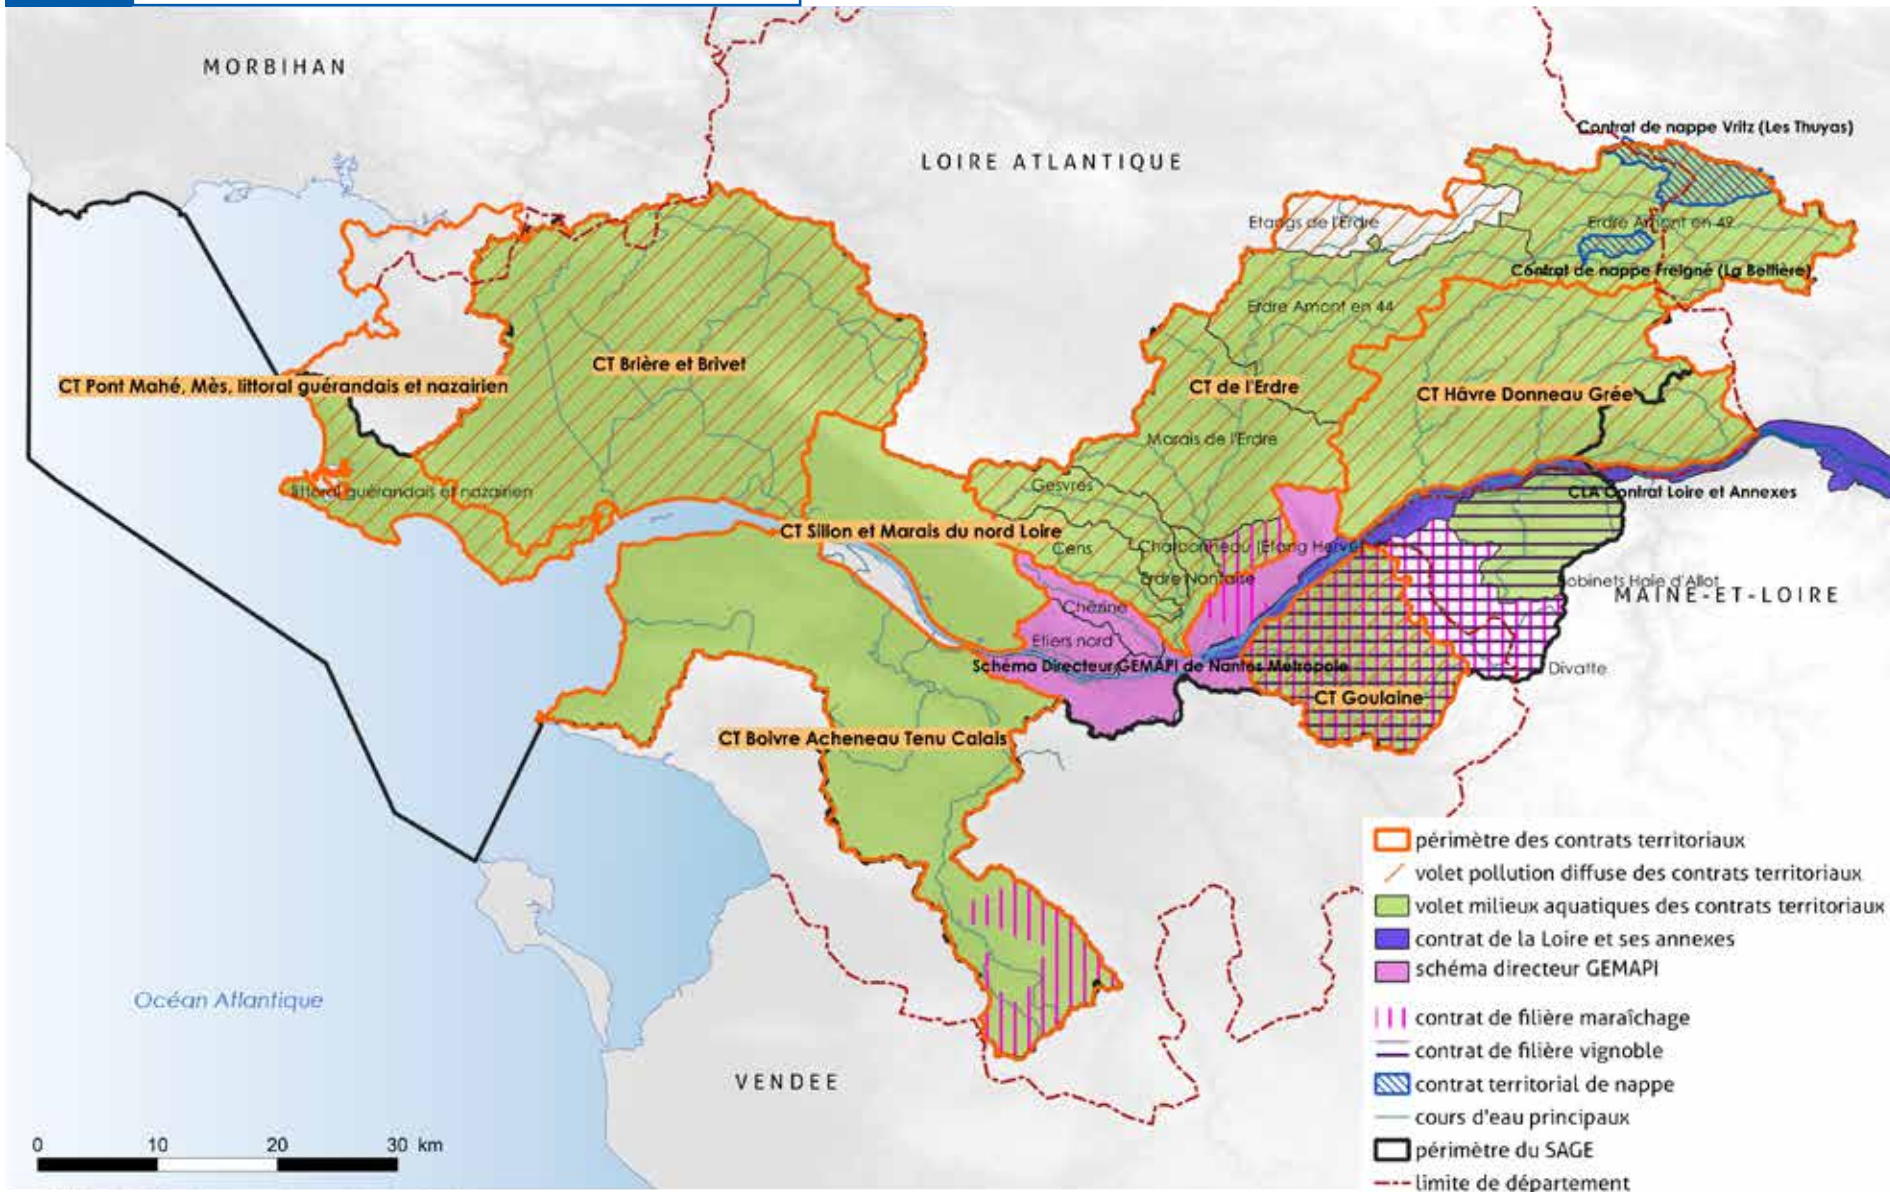 MORBIHAN
Contrat de nappe Vritz (Les Thuyas)
LOIRE ATLANTIQUE
Etangs de l'Erdre
Erdre Amont en 49
Contrat de nappe Freigné (La Bellière)
Erdre Amont en 44
CT Brière et Brivet
CT Pont Mahé, Mès, littoral guérandais et nazairien
CT de l'Erdre
CT Hâvre Donneau Grée
Marais de l'Erdre
Gesvres
littoral guérandais et nazairien
CLA Contrat Loire et Annexes
CT Sillon et Marais du nord Loire
Cens
Charbonneau (Etang Hervé)
Erdre Nantaise
Robinets Haie d'Allot
MAINE-ET-LOIRE
Chézine
Etiers nord
Schéma Directeur GEMAPI de Nantes Métropole
Divatte
CT Goulaine
CT Boivre Acheneau Tenu Calais
Océan Atlantique
VENDEE
0 10 20 30 km
périmètre des contrats territoriaux
volet pollution diffuse des contrats territoriaux
volet milieux aquatiques des contrats territoriaux
contrat de la Loire et ses annexes
schéma directeur GEMAPI
contrat de filière maraîchage
contrat de filière vignoble
contrat territorial de nappe
cours d'eau principaux
périmètre du SAGE
limite de département